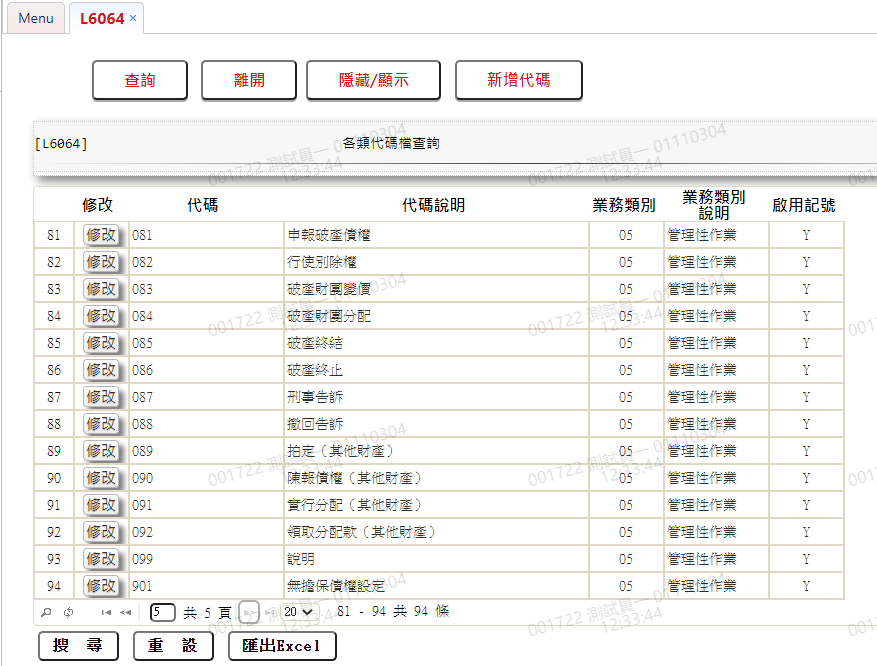 Menu L6064 ×
查詢 離開 隱藏/顯示 新增代碼
[L6064] 各類代碼檔查詢
修改 代碼 代碼說明 業務類別 業務類別說明 啟用記號
81 修改 081 申報破產債權 05 管理性作業 Y
82 修改 082 行使別除權 05 管理性作業 Y
83 修改 083 破產財團變價 05 管理性作業 Y
84 修改 084 破產財團分配 05 管理性作業 Y
85 修改 085 破產終結 05 管理性作業 Y
86 修改 086 破產終止 05 管理性作業 Y
87 修改 087 刑事告訴 05 管理性作業 Y
88 修改 088 撤回告訴 05 管理性作業 Y
89 修改 089 拍定（其他財產） 05 管理性作業 Y
90 修改 090 陳報債權（其他財產） 05 管理性作業 Y
91 修改 091 實行分配（其他財產） 05 管理性作業 Y
92 修改 092 領取分配款（其他財產） 05 管理性作業 Y
93 修改 099 說明 05 管理性作業 Y
94 修改 901 無擔保債權設定 05 管理性作業 Y
5 共 5 頁 20 81 - 94 共 94 條
搜 尋 重 設 匯出Excel
001722 測試員一 01110304
12:33:44